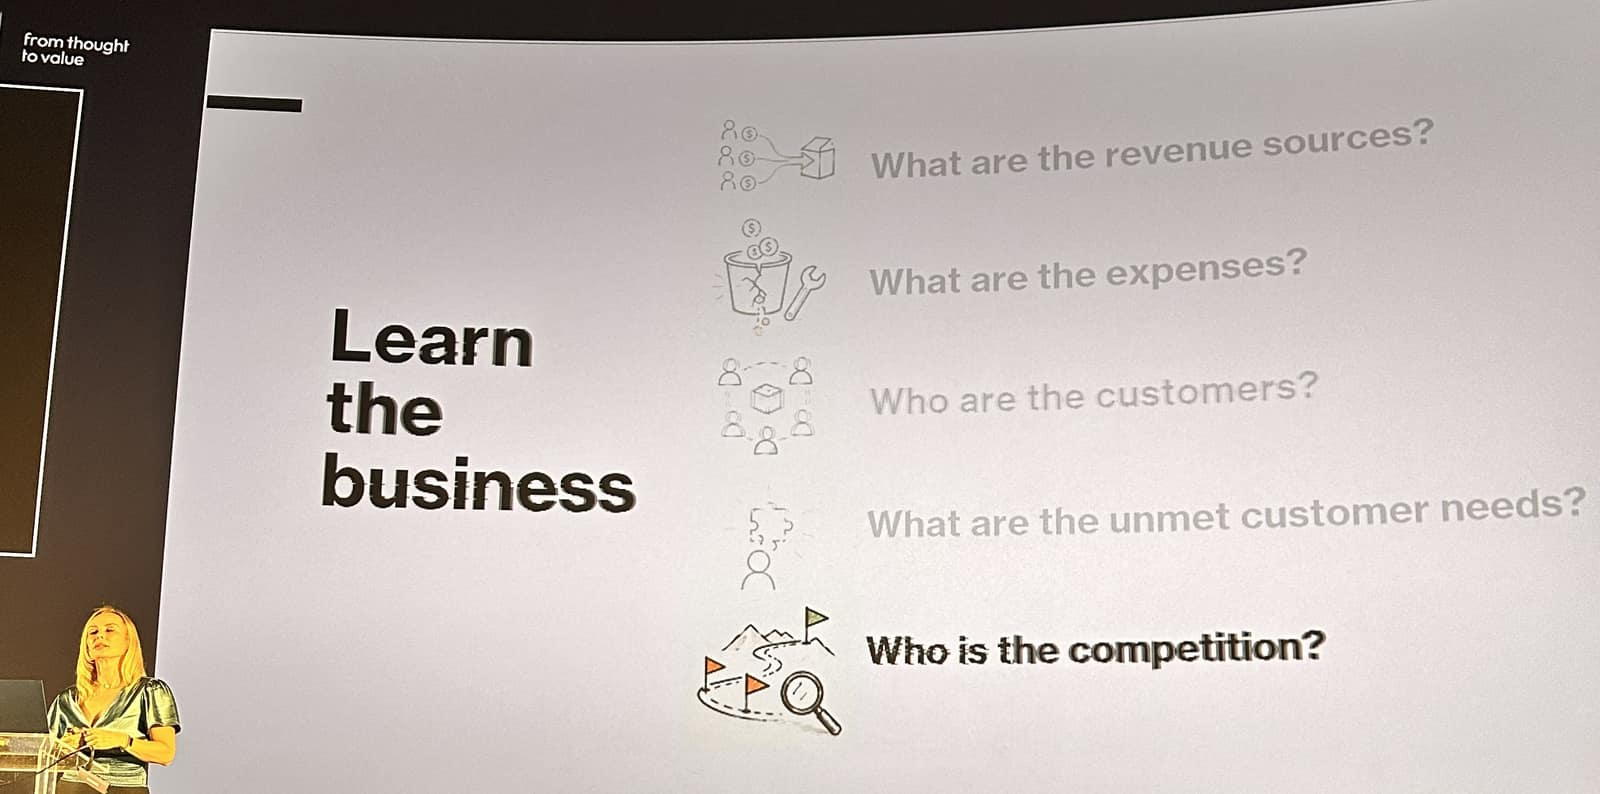 from thought
to value
Learn
the
business
What are the revenue sources?
What are the expenses?
Who are the customers?
What are the unmet customer needs?
Who is the competition?